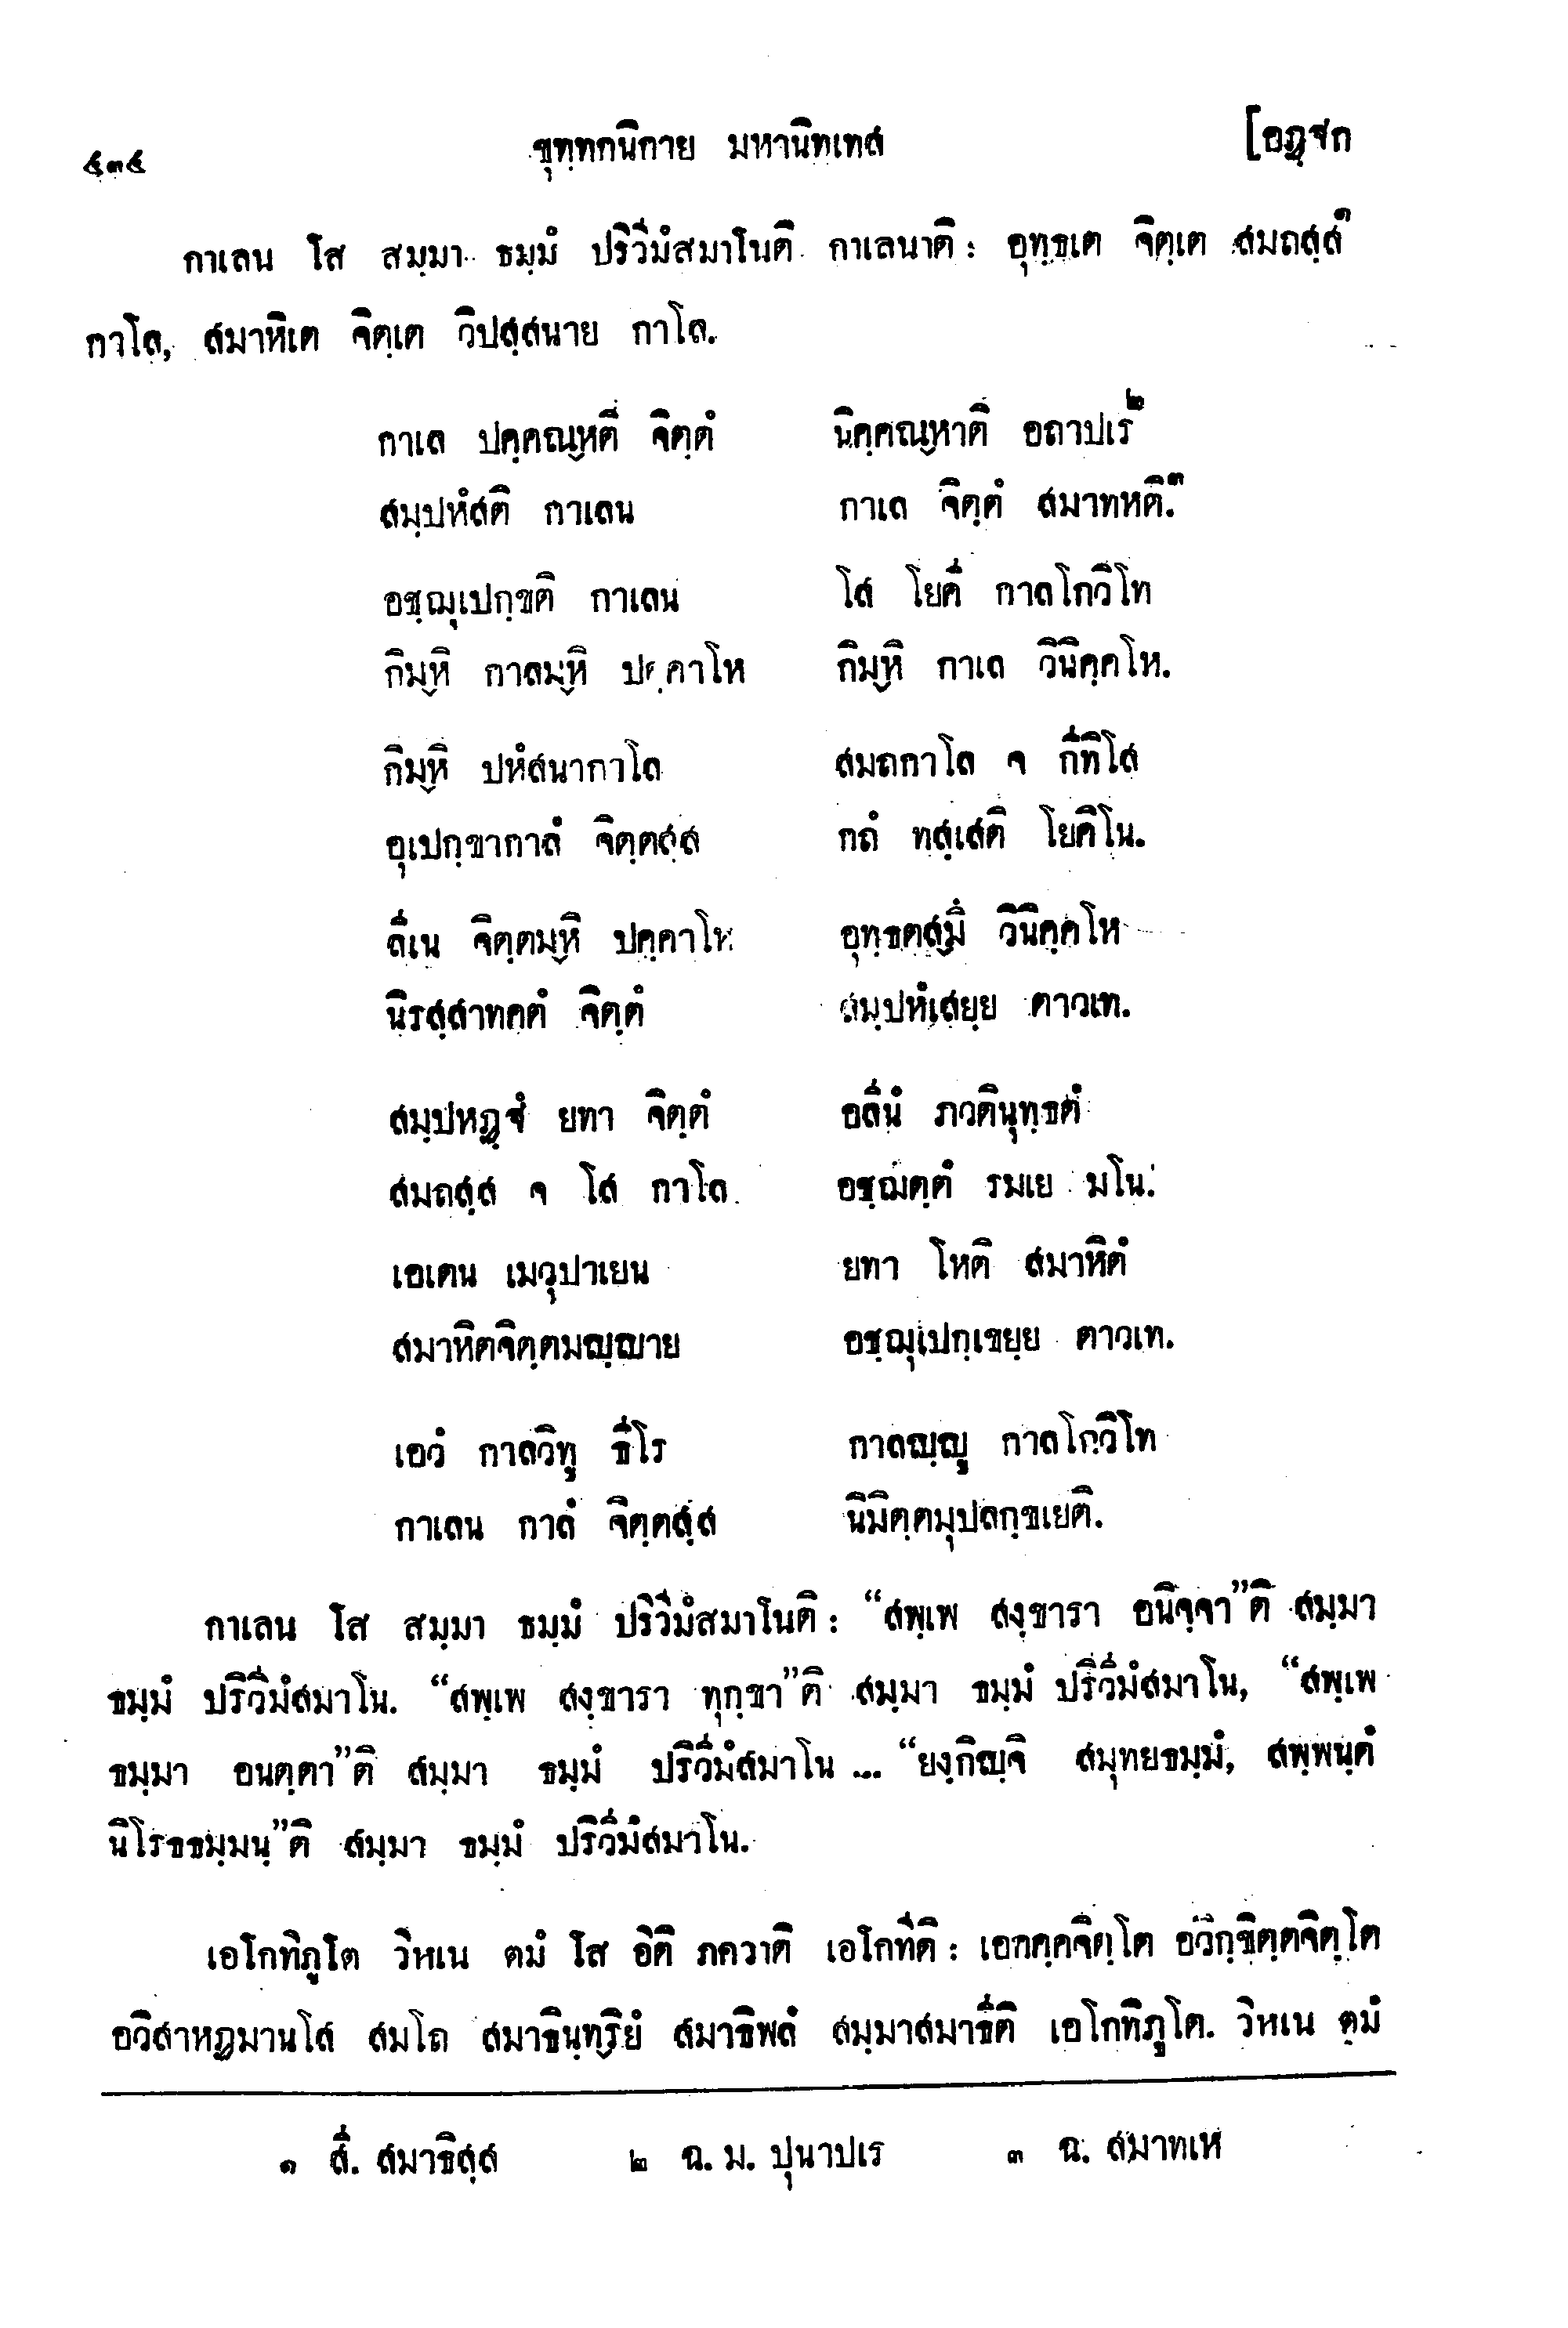 ๕๓๕ ขุทฺทกนิกาย มหานิทฺเทส [อฏฺฐก
กาเลน โส สมฺมา ธมฺมํ ปริวีมํสมาโนติ กาเลนาติ: อุทฺธเต จิตฺเต สมถสฺส๑
กาโล, สมาหิเต จิตฺเต วิปสฺสนาย กาโล.
กาเล ปคฺคณฺหตี จิตฺตํ นิคฺคณฺหาติ อถาปเร๒
สมฺปหํสติ กาเลน กาเล จิตฺตํ สมาทหติ.๓
อชฺฌุเปกฺขติ กาเลน โส โยคี กาลโกวิโท
กิมฺหิ กาลมฺหิ คาโห กิมฺหิ กาเล วินิคฺคโห.
กิมฺหิ ปหํสนากาโล สมถกาโล จ กีทิโส
อุเปกฺขากาลํ จิตฺตสฺส กถํ ทสฺเสติ โยคิโน.
ลีเน จิตฺตมฺหิ ปคฺคาโห อุทฺธตสฺมึ วินิคฺคโห
นิรสฺสาทคตํ จิตฺตํ สมฺปหํเสยฺย ตาวเท.
สมฺปหฏฺฐํ ยทา จิตฺตํ อลีนํ ภวตินุทฺธตํ
สมถสฺส จ โส กาโล อชฺฌตฺตํ รมเย มโน.
เอเตน เมวุปาเยน ยทา โหติ สมาหิตํ
สมาหิตจิตฺตมญฺญาย อชฺฌุเปกฺเขยฺย ตาวเท.
เอวํ กาลวิทู ธีโร กาลญฺญู กาลโกวิโท
กาเลน กาลํ จิตฺตสฺส นิมิตฺตมุปลกฺขเยติ.
กาเลน โส สมฺมา ธมฺมํ ปริวีมํสมาโนติ: “สพฺเพ สงฺขารา อนิจฺจา”ติ สมฺมา
ธมฺมํ ปริวีมํสมาโน. “สพฺเพ สงฺขารา ทุกฺขา”ติ สมฺมา ธมฺมํ ปริวีมํสมาโน, “สพฺเพ
ธมฺมา อนตฺตา”ติ สมฺมา ธมฺมํ ปริวีมํสมาโน ... “ยงฺกิญฺจิ สมุทยธมฺมํ, สพฺพนฺตํ
นิโรธธมฺมนฺ”ติ สมฺมา ธมฺมํ ปริวีมํสมาโน.
เอโกทิภูโต วิหเน ตมํ โส อิติ ภควาติ เอโกทีติ: เอกคฺคจิตฺโต อวิกฺขิตฺตจิตฺโต
อวิสาหฏมานโส สมโถ สมาธินฺทฺริยํ สมาธิพลํ สมฺมาสมาธีติ เอโกทิภูโต. วิหเน ตมํ
๑ สี. สมาธิสฺส ๒ ฉ. ม. ปุนาปเร ๓ ฉ. สมาทเห